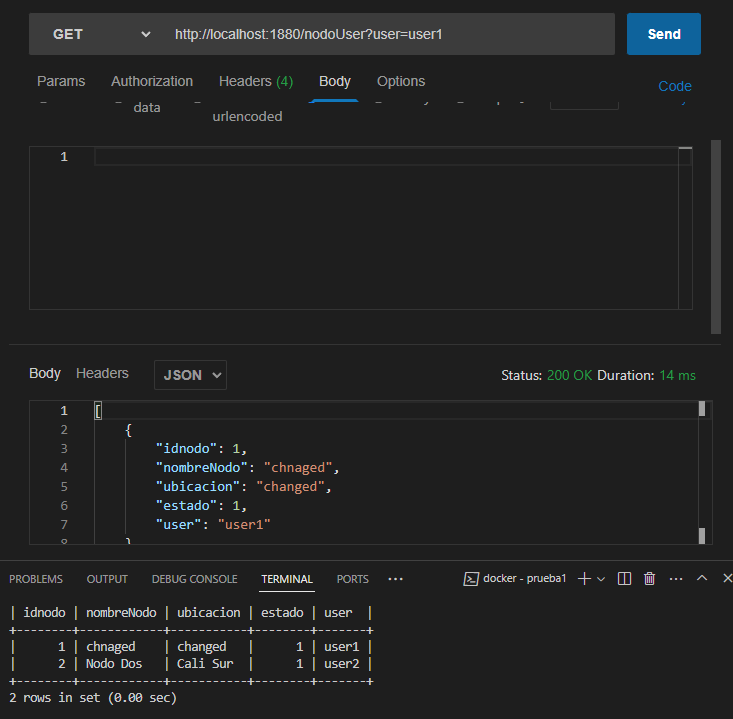 GET http://localhost:1880/nodoUser?user=user1 Send
Params Authorization Headers (4) Body Options Code
data
urlencoded
1
Body Headers JSON Status: 200 OK Duration: 14 ms
1 [
2 {
3 "idnodo": 1,
4 "nombreNodo": "chnaged",
5 "ubicacion": "changed",
6 "estado": 1,
7 "user": "user1"
8 }
PROBLEMS OUTPUT DEBUG CONSOLE TERMINAL PORTS ··· docker - prueba1
| idnodo | nombreNodo | ubicacion | estado | user |
+--------+------------+-----------+--------+-------+
| 1 | chnaged | changed | 1 | user1 |
| 2 | Nodo Dos | Cali Sur | 1 | user2 |
+--------+------------+-----------+--------+-------+
2 rows in set (0.00 sec)